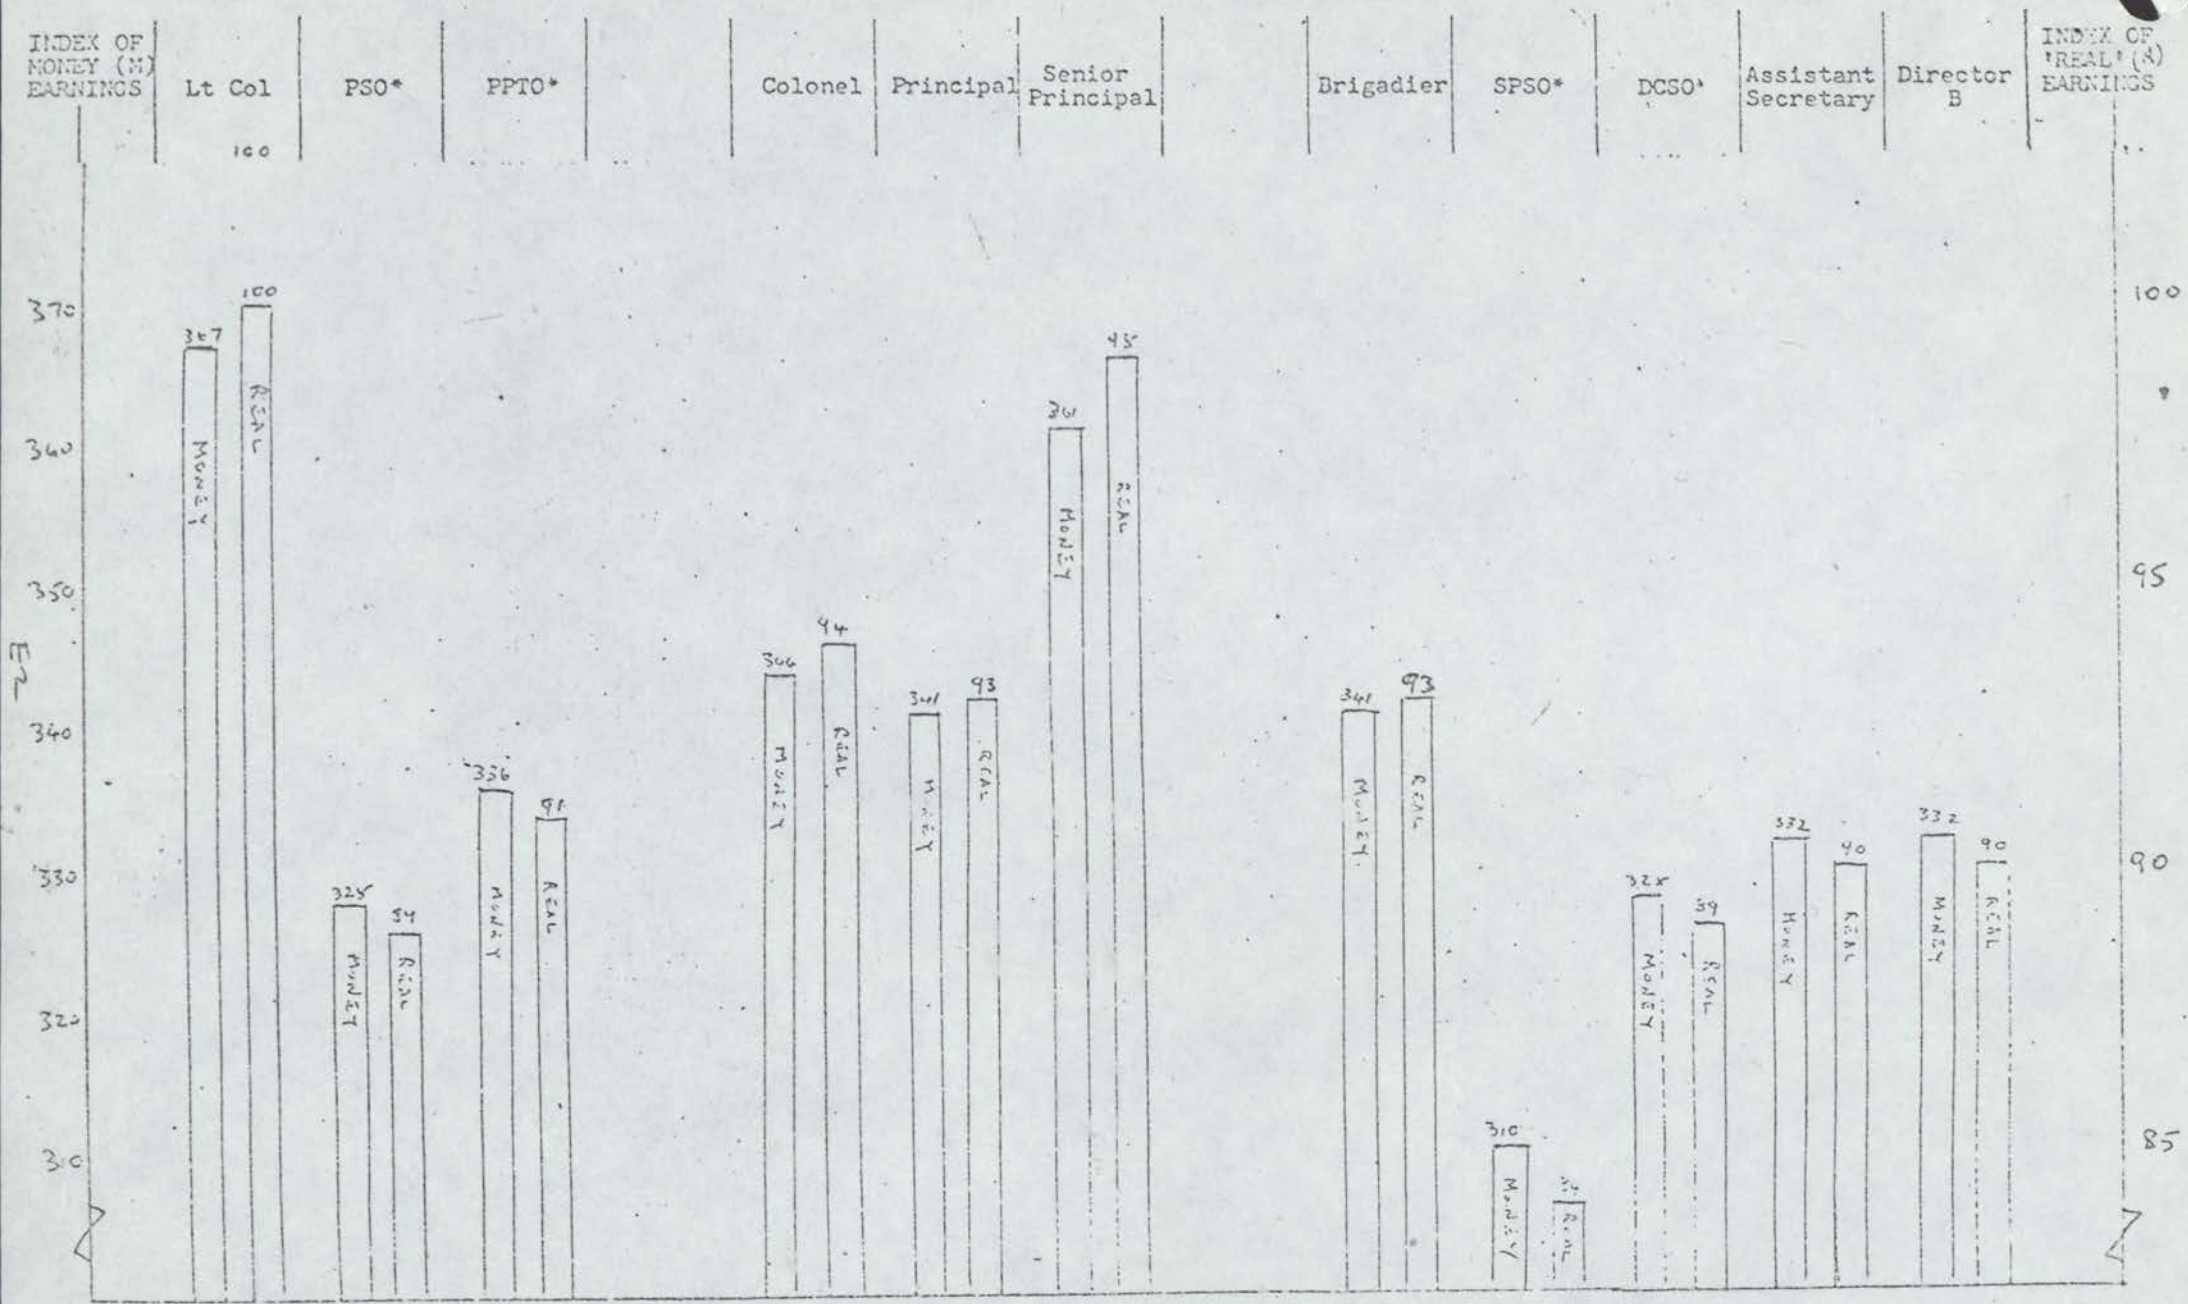 INDEX OF
MONEY (M)
EARNINGS
Lt Col
PSO*
PPTO*
Colonel
Principal
Senior
Principal
Brigadier
SPSO*
DCSO*
Assistant
Secretary
Director
B
INDEX OF
'REAL' (R)
EARNINGS
100
370
360
350
340
330
320
310
100
95
90
85
367
MONEY
100
REAL
325
MONEY
REAL
336
MONEY
91
REAL
MONEY
94
REAL
341
MONEY
93
REAL
361
MONEY
REAL
341
MONEY
93
REAL
310
MONEY
REAL
328
MONEY
89
REAL
332
MONEY
90
REAL
332
MONEY
90
REAL